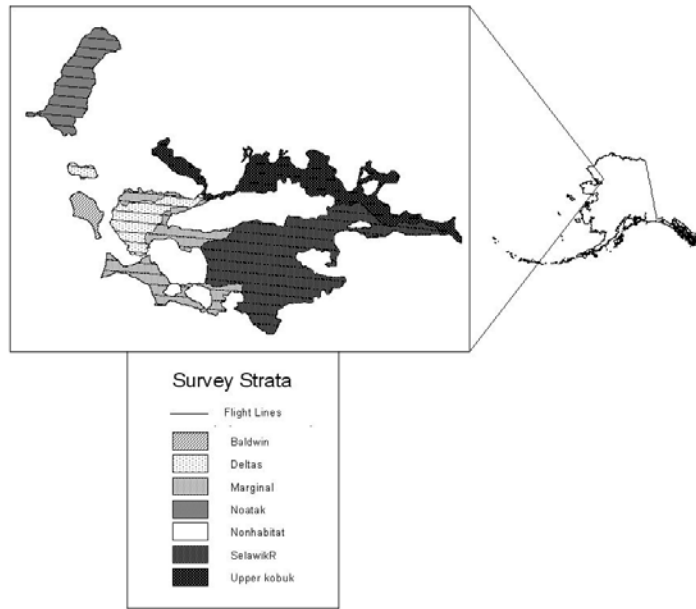 Survey Strata
Flight Lines
Baldwin
Deltas
Marginal
Noatak
Nonhabitat
SelawikR
Upper kobuk